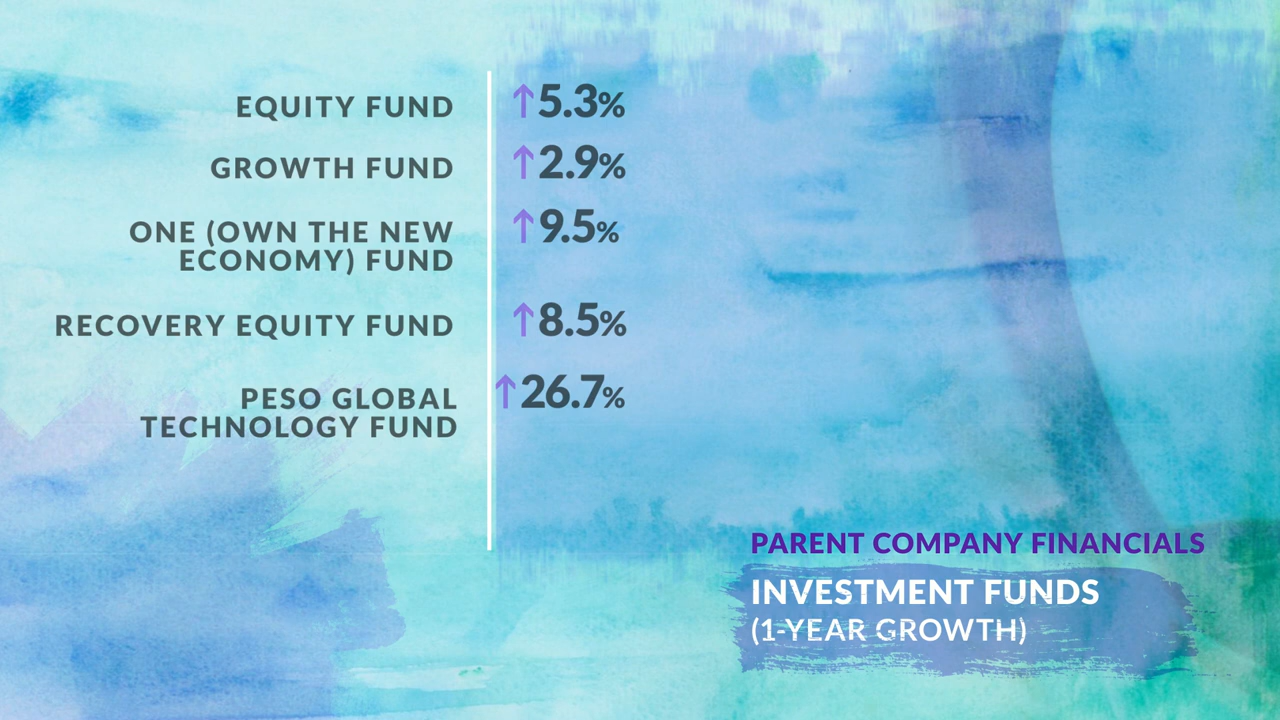 EQUITY FUND ↑5.3%
GROWTH FUND ↑2.9%
ONE (OWN THE NEW ↑9.5%
ECONOMY) FUND
RECOVERY EQUITY FUND ↑8.5%
PESO GLOBAL ↑26.7%
TECHNOLOGY FUND
PARENT COMPANY FINANCIALS
INVESTMENT FUNDS
(1-YEAR GROWTH)